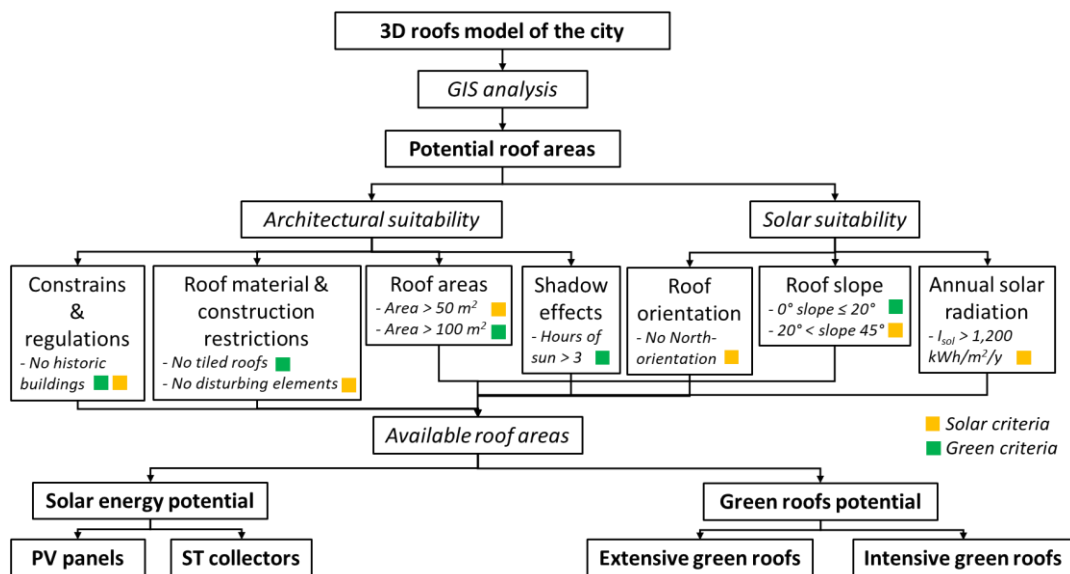 3D roofs model of the city
GIS analysis
Potential roof areas
Architectural suitability
Solar suitability
Constrains
&
regulations
- No historic
buildings
Roof material &
construction
restrictions
- No tiled roofs
- No disturbing elements
Roof areas
- Area > 50 m²
- Area > 100 m²
Shadow
effects
- Hours of
sun > 3
Roof
orientation
- No North-
orientation
Roof slope
- 0° slope ≤ 20°
- 20° < slope 45°
Annual solar
radiation
- Isol > 1,200
kWh/m²/y
Available roof areas
Solar criteria
Green criteria
Solar energy potential
Green roofs potential
PV panels
ST collectors
Extensive green roofs
Intensive green roofs